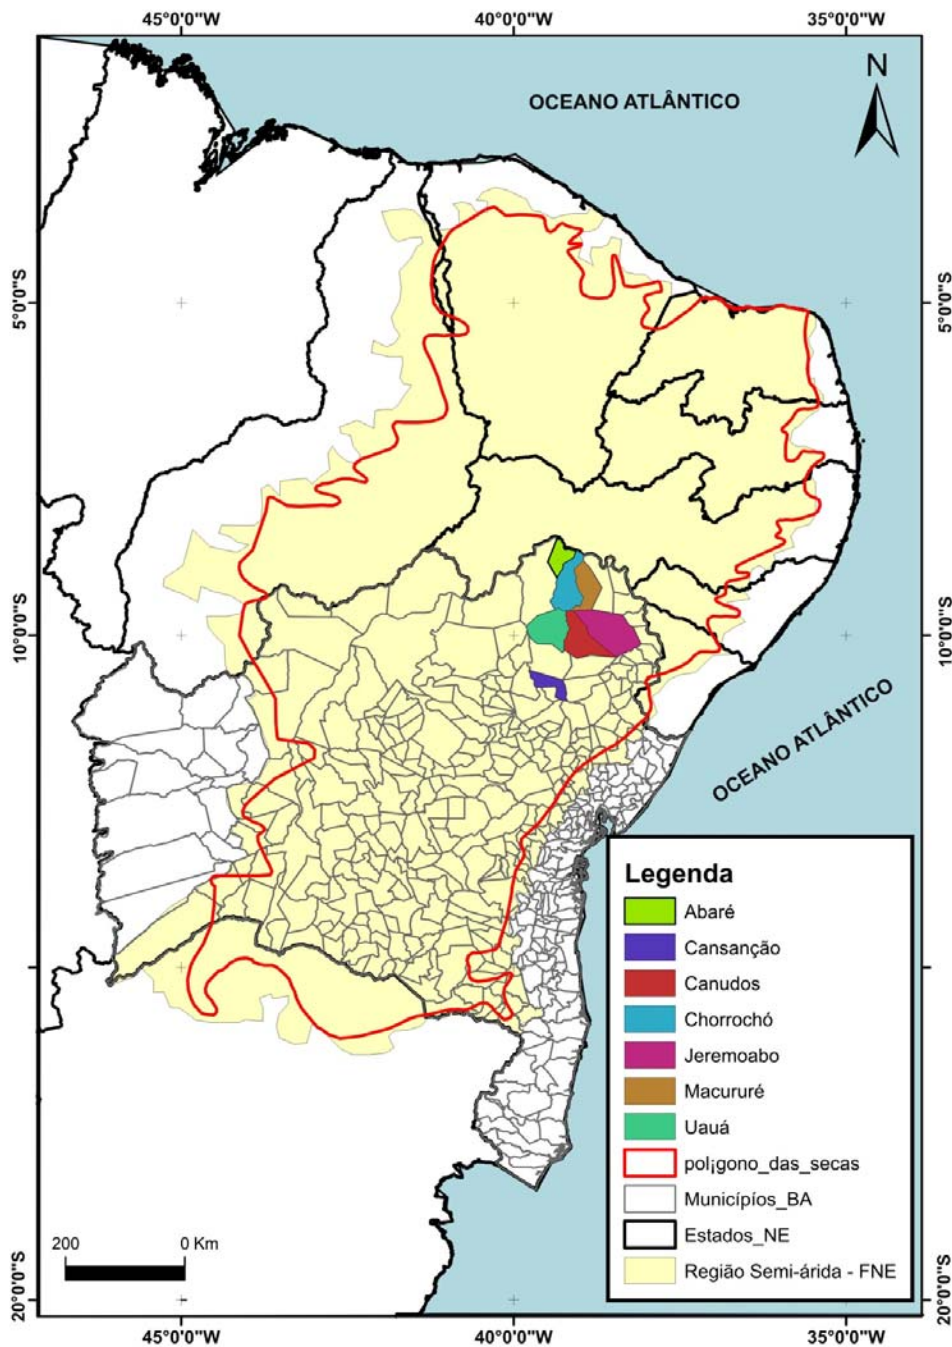 45°0'0"W
40°0'0"W
35°0'0"W
N
OCEANO ATLÂNTICO
5°0'0"S
5°0'0"S
10°0'0"S
10°0'0"S
OCEANO ATLÂNTICO
Legenda
Abaré
Cansanção
Canudos
Chorrochó
Jeremoabo
Macururé
Uauá
pol¡gono_das_secas
Municípíos_BA
Estados_NE
Região Semi-árida - FNE
200
0 Km
20°0'0"S
20°0'0"S
45°0'0"W
40°0'0"W
35°0'0"W